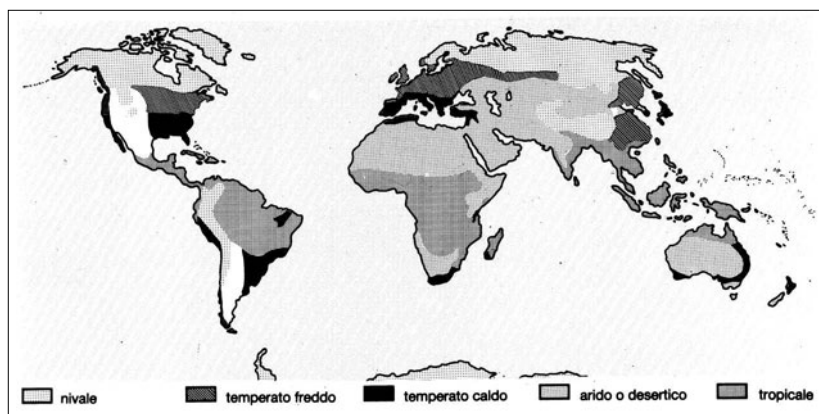 nivale
temperato freddo
temperato caldo
arido o desertico
tropicale